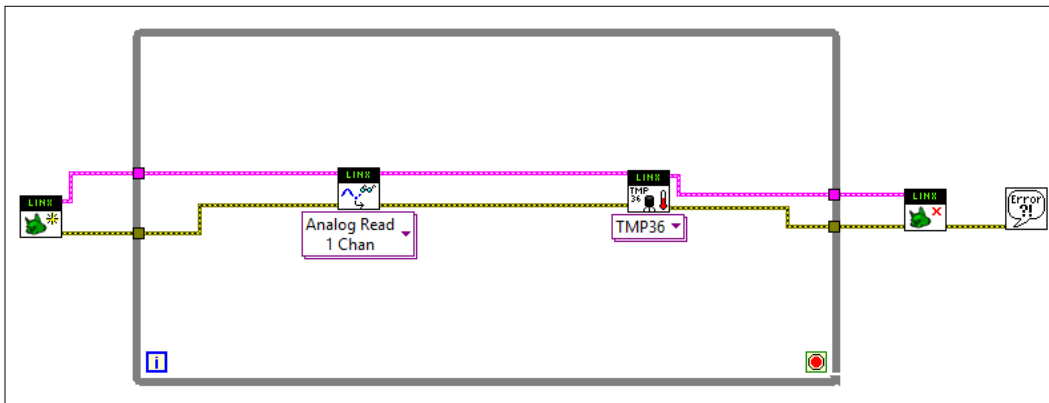 LINX
LINX
Analog Read
1 Chan
LINX
TMP
36
TMP36
LINX
Error
?!
i